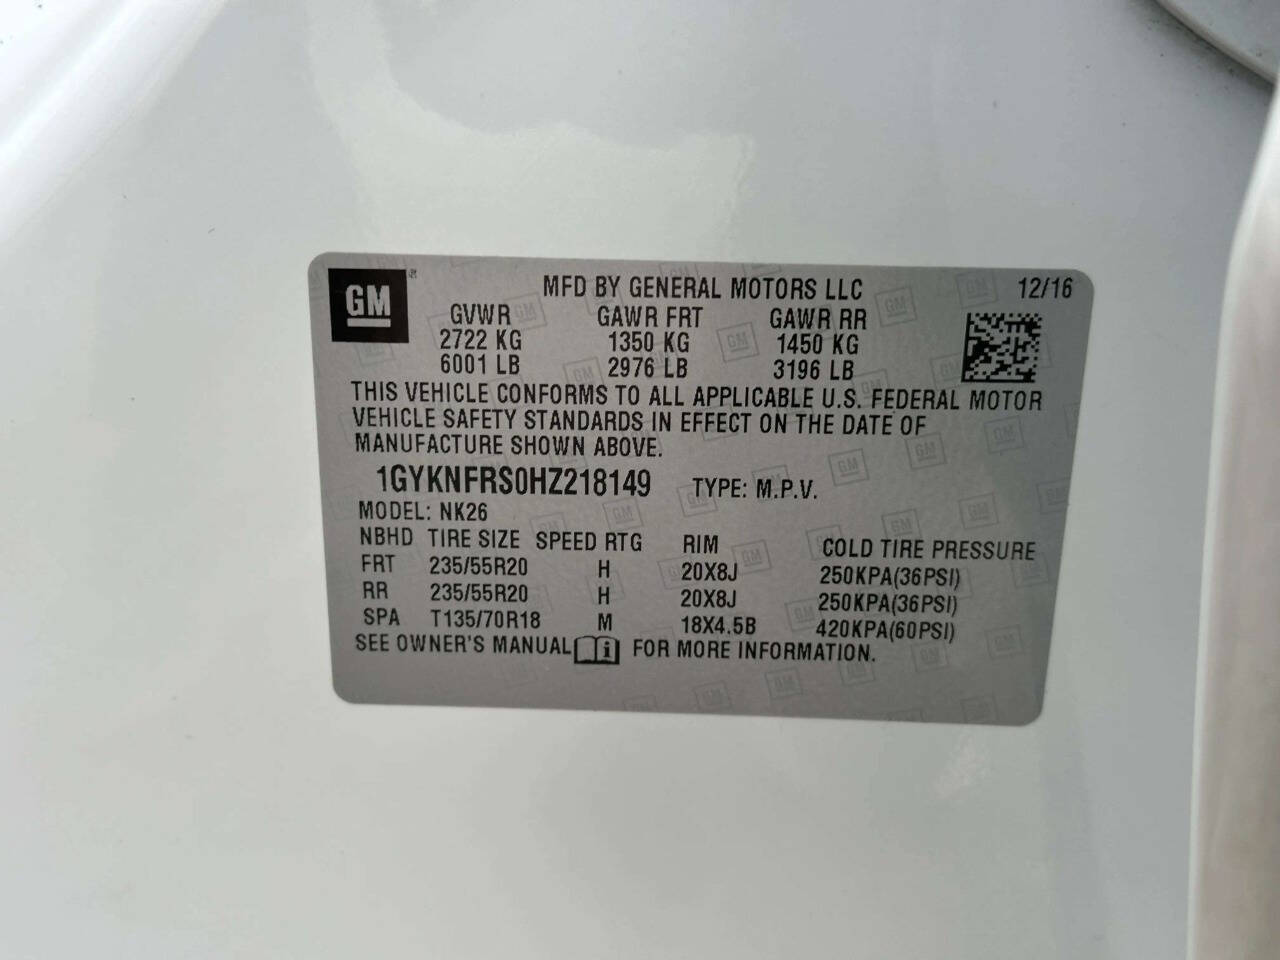 GM MFD BY GENERAL MOTORS LLC 12/16
GVWR GAWR FRT GAWR RR
2722 KG 1350 KG 1450 KG
6001 LB 2976 LB 3196 LB
THIS VEHICLE CONFORMS TO ALL APPLICABLE U.S. FEDERAL MOTOR
VEHICLE SAFETY STANDARDS IN EFFECT ON THE DATE OF
MANUFACTURE SHOWN ABOVE.
1GYKNFRS0HZ218149 TYPE: M.P.V.
MODEL: NK26
NBHD TIRE SIZE SPEED RTG RIM COLD TIRE PRESSURE
FRT 235/55R20 H 20X8J 250KPA(36PSI)
RR 235/55R20 H 20X8J 250KPA(36PSI)
SPA T135/70R18 M 18X4.5B 420KPA(60PSI)
SEE OWNER'S MANUAL i FOR MORE INFORMATION.